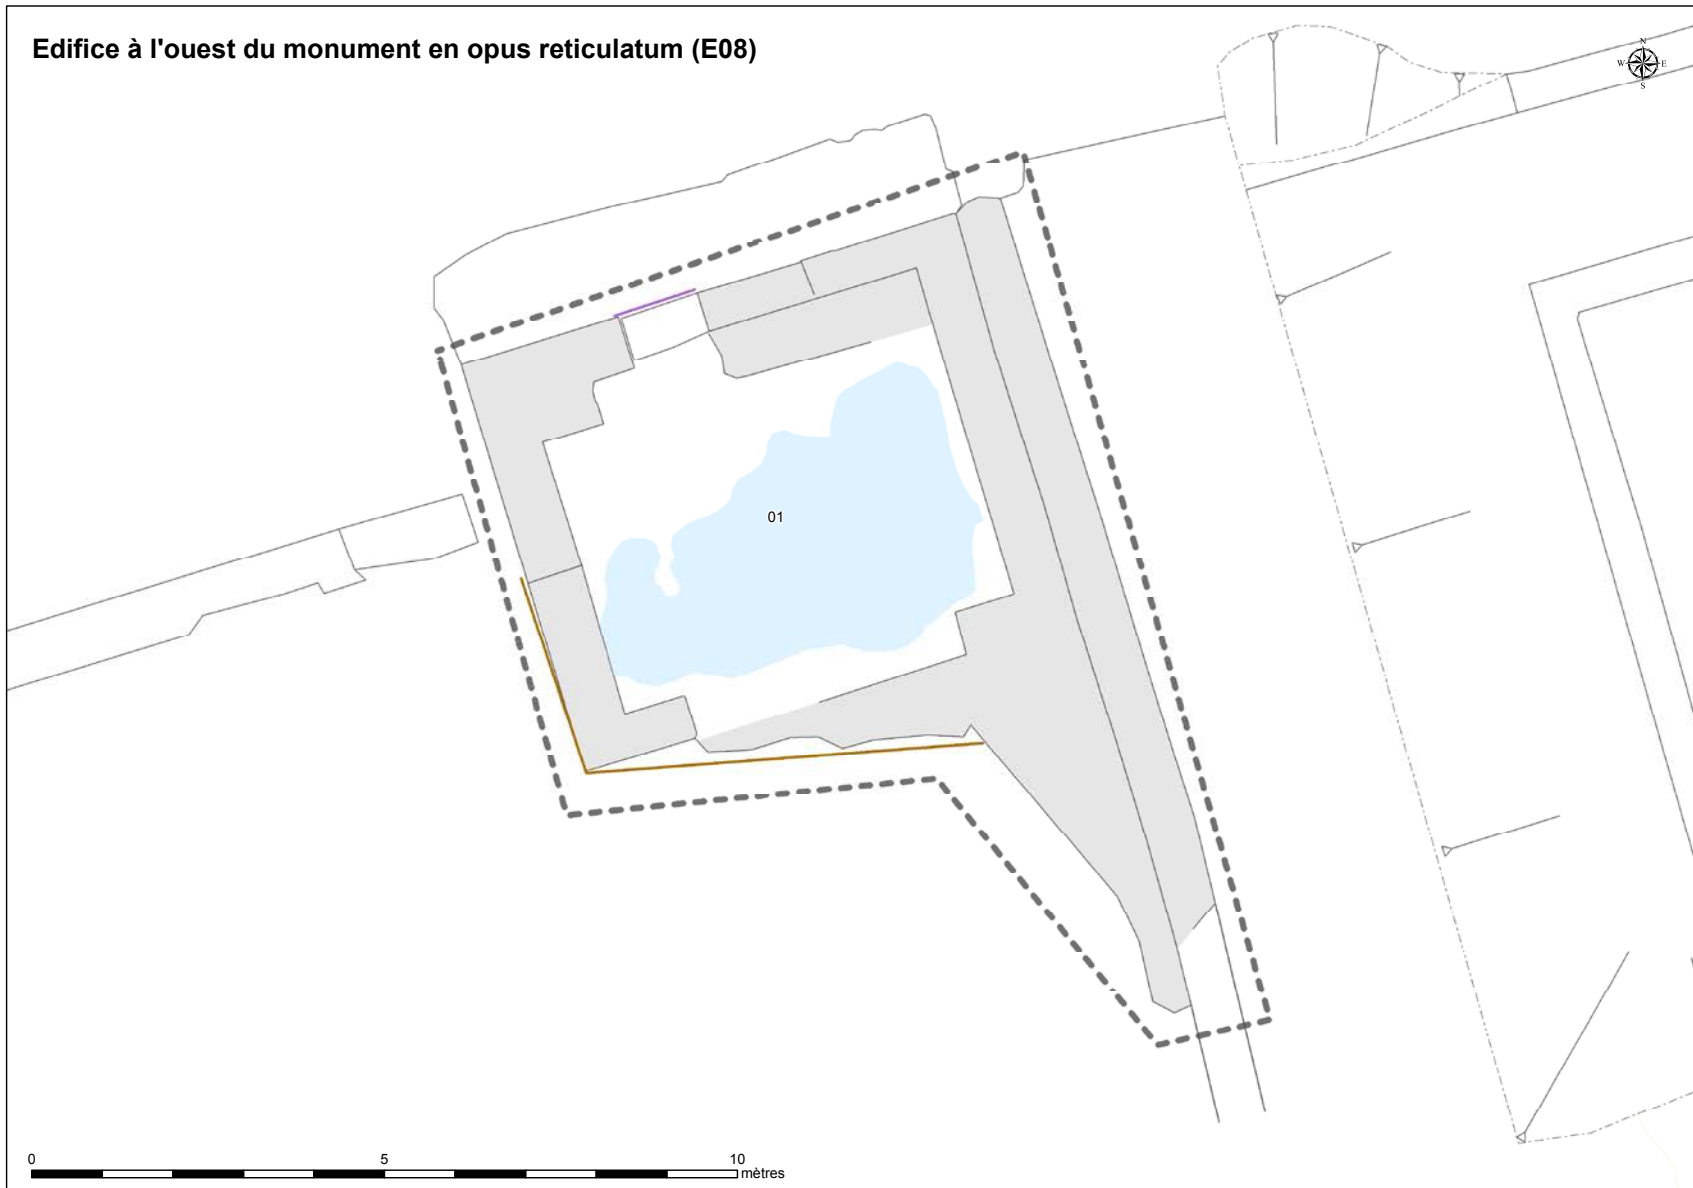 Edifice à l'ouest du monument en opus reticulatum (E08)
N
W E
S
01
0 5 10
mètres